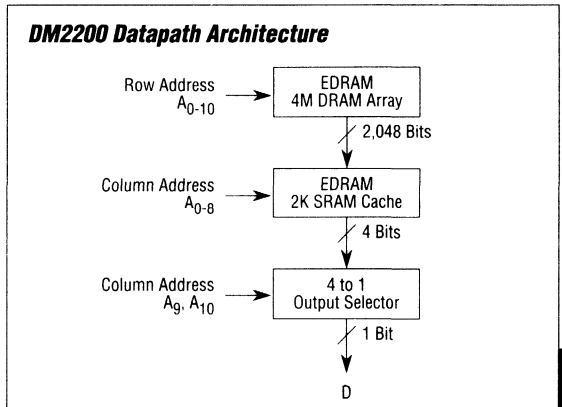 DM2200 Datapath Architecture
Row Address
A0-10
EDRAM
4M DRAM Array
2,048 Bits
Column Address
A0-8
EDRAM
2K SRAM Cache
4 Bits
Column Address
A9, A10
4 to 1
Output Selector
1 Bit
D